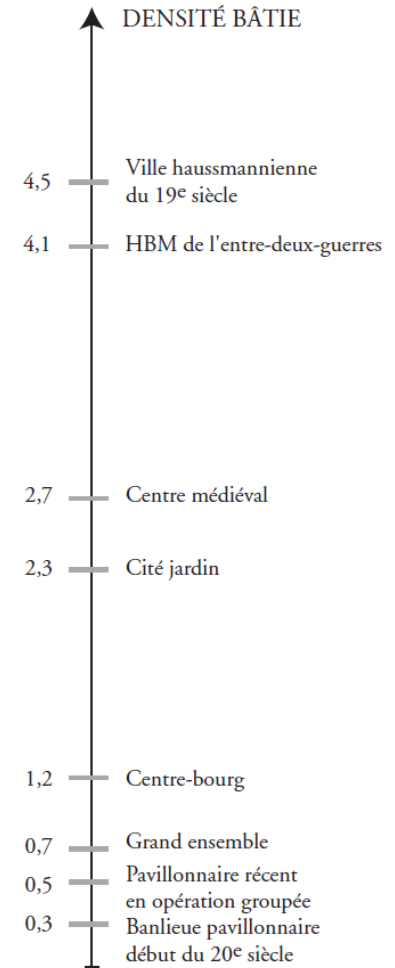 DENSITÉ BÂTIE
4,5 Ville haussmannienne
du 19e siècle
4,1 HBM de l'entre-deux-guerres
2,7 Centre médiéval
2,3 Cité jardin
1,2 Centre-bourg
0,7 Grand ensemble
0,5 Pavillonnaire récent
en opération groupée
0,3 Banlieue pavillonnaire
début du 20e siècle